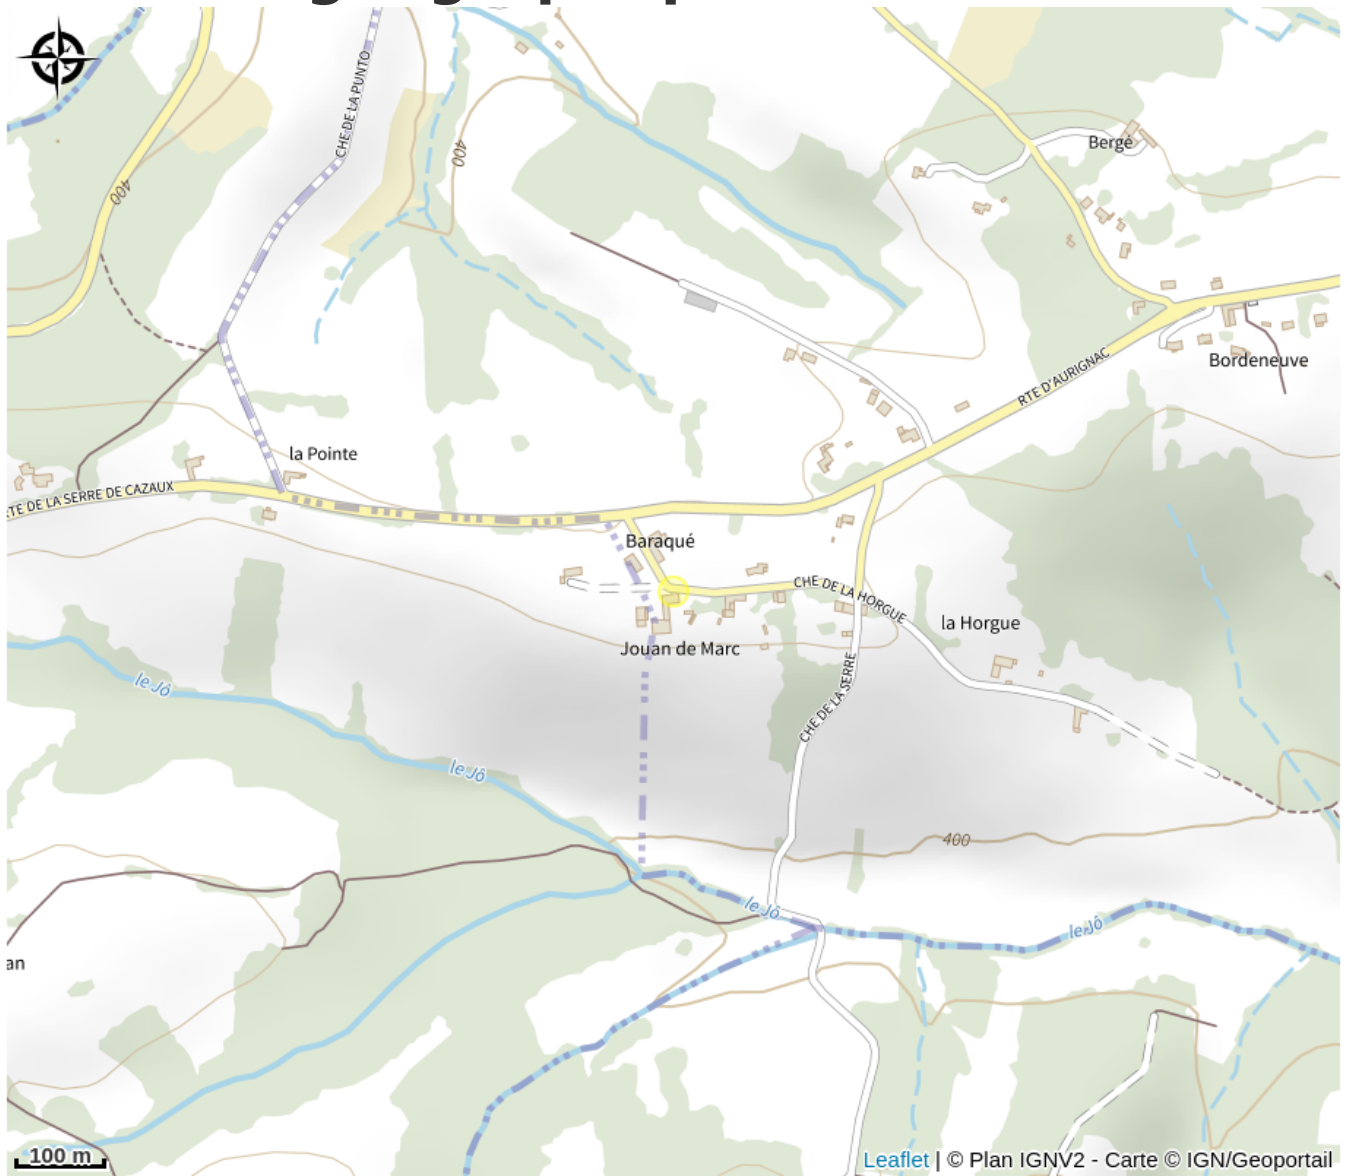 CHE DE LA PUNTO
400
400
Bergé
RTE D'AURIGNAC
Bordeneuve
la Pointe
TE DE LA SERRE DE CAZAUX
Baraqué
CHE DE LA HORGUE
la Horgue
Jouan de Marc
CHE DE LA SERRE
le Jô
le Jô
400
le Jô
le Jô
an
100 m
Leaflet | © Plan IGNV2 - Carte © IGN/Geoportail